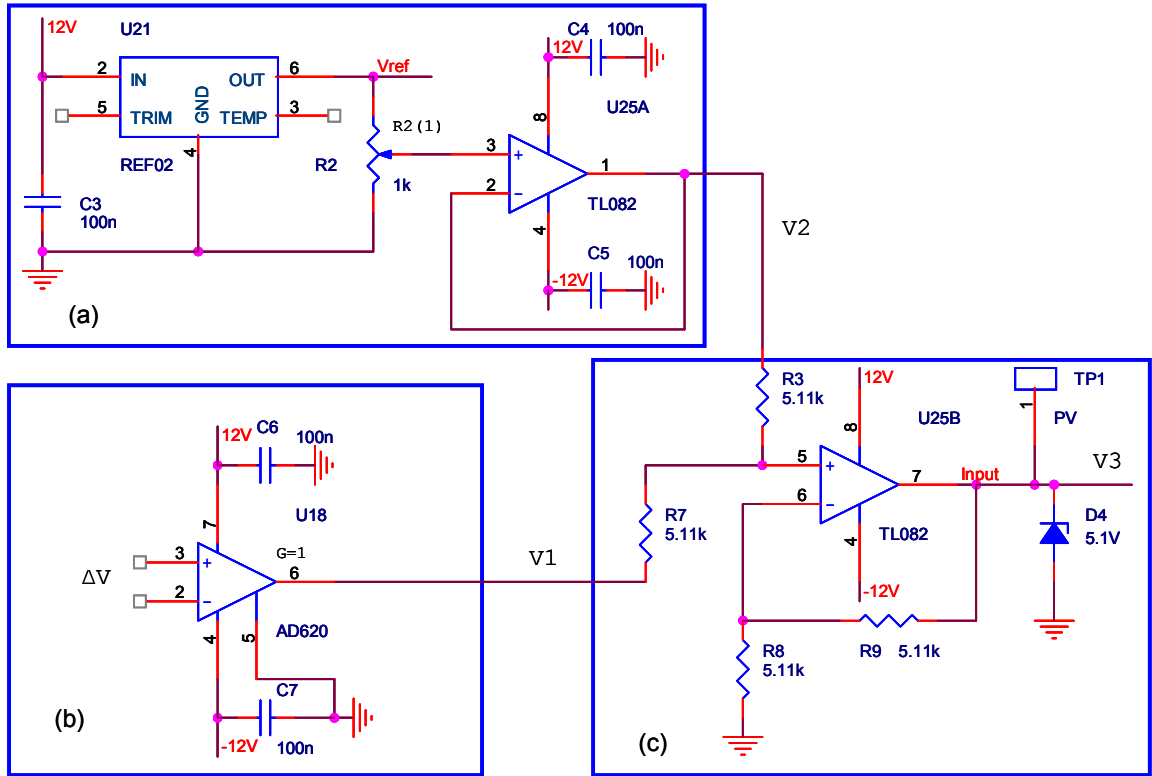 12V
U21
2
IN
OUT
6
Vref
5
TRIM
GND
TEMP
3
4
REF02
R2
R2(1)
1k
C3
100n
C4
100n
12V
8
U25A
3
+
1
2
−
TL082
4
C5
100n
-12V
(a)
V2
R3
5.11k
12V
8
U25B
TP1
1
PV
5
+
7
Input
V3
6
−
TL082
4
-12V
D4
5.1V
R7
5.11k
R8
5.11k
R9 5.11k
(c)
12V
C6
100n
7
U18
ΔV
3
+
G=1
6
V1
2
−
AD620
4
5
C7
100n
-12V
(b)